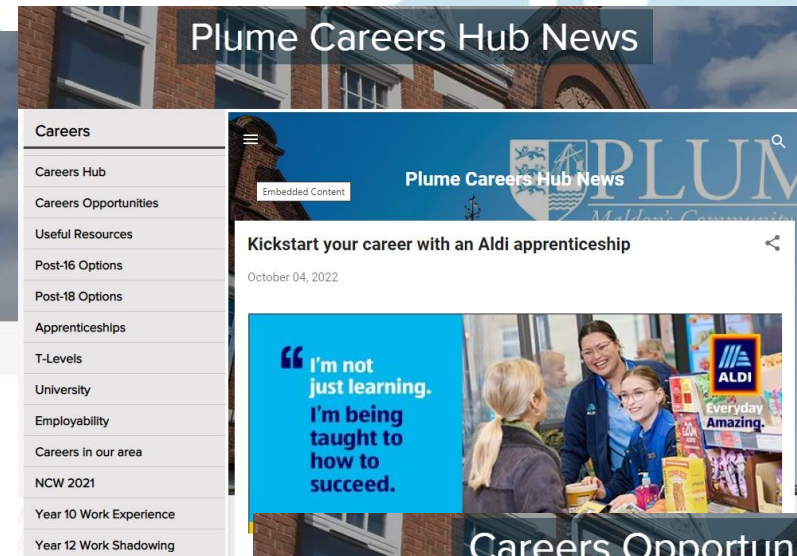 Plume Careers Hub News
Careers
Careers Hub
Careers Opportunities
Useful Resources
Post-16 Options
Post-18 Options
Apprenticeships
T-Levels
University
Employability
Careers in our area
NCW 2021
Year 10 Work Experience
Year 12 Work Shadowing
PLUM
Maldon's Community
Plume Careers Hub News
Embedded Content
Kickstart your career with an Aldi apprenticeship
October 04, 2022
“ I'm not
just learning.
I'm being
taught to
how to
succeed.
ALDI
Everyday
Amazing.
Careers Opportun